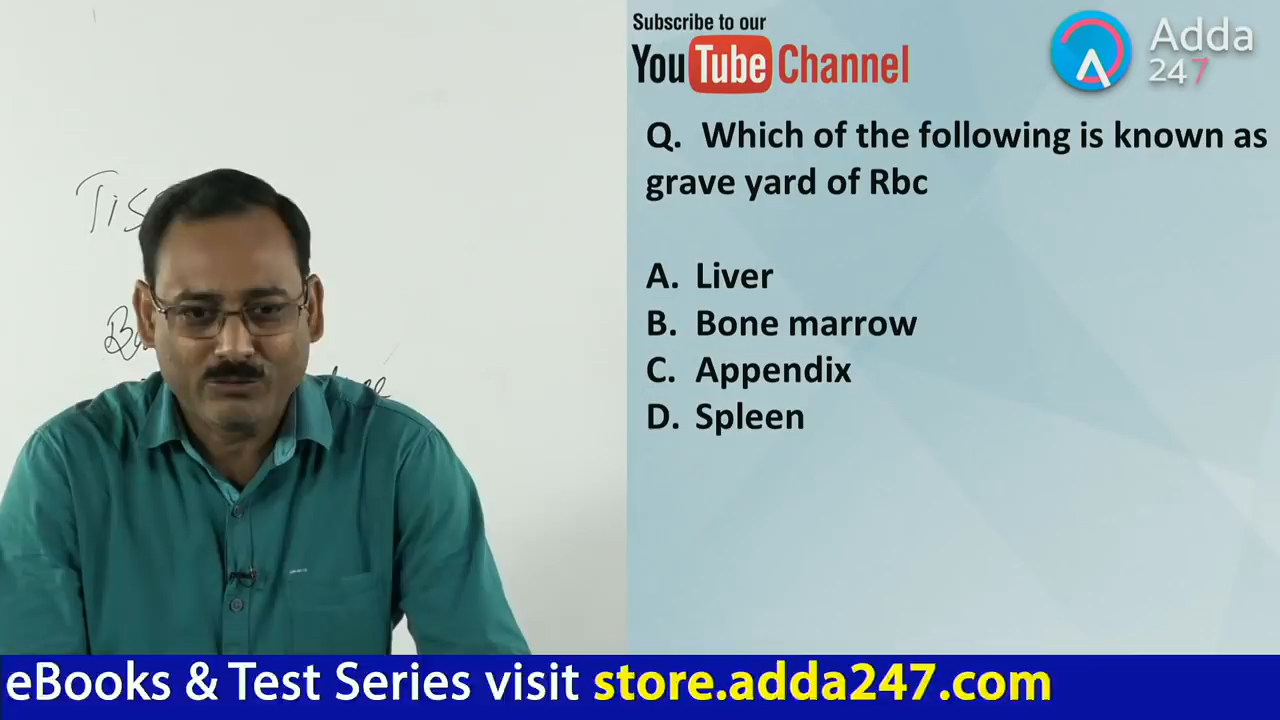 Subscribe to our
YouTube Channel
Adda
247
Q. Which of the following is known as
grave yard of Rbc
A. Liver
B. Bone marrow
C. Appendix
D. Spleen
eBooks & Test Series visit store.adda247.com